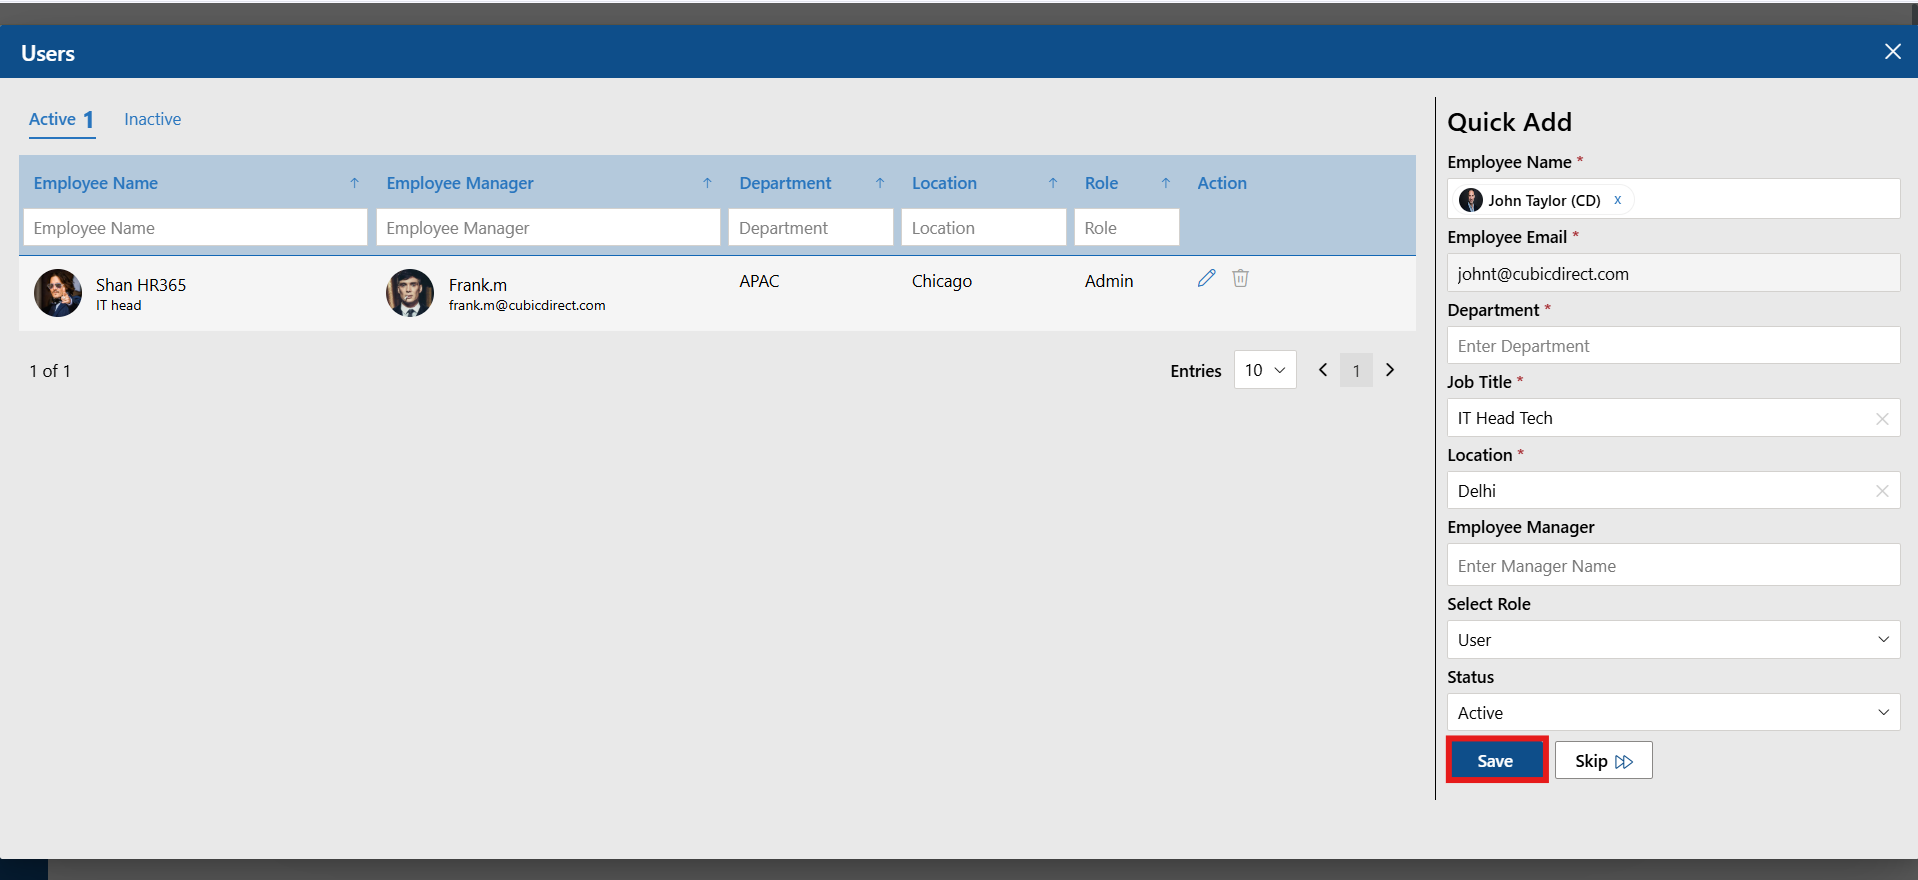 Users
Active 1 Inactive
Employee Name Employee Manager Department Location Role Action
Employee Name Employee Manager Department Location Role
Shan HR365 Frank.m APAC Chicago Admin
IT head frank.m@cubicdirect.com
1 of 1 Entries 10 1
Quick Add
Employee Name *
John Taylor (CD) x
Employee Email *
johnt@cubicdirect.com
Department *
Enter Department
Job Title *
IT Head Tech
Location *
Delhi
Employee Manager
Enter Manager Name
Select Role
User
Status
Active
Save Skip